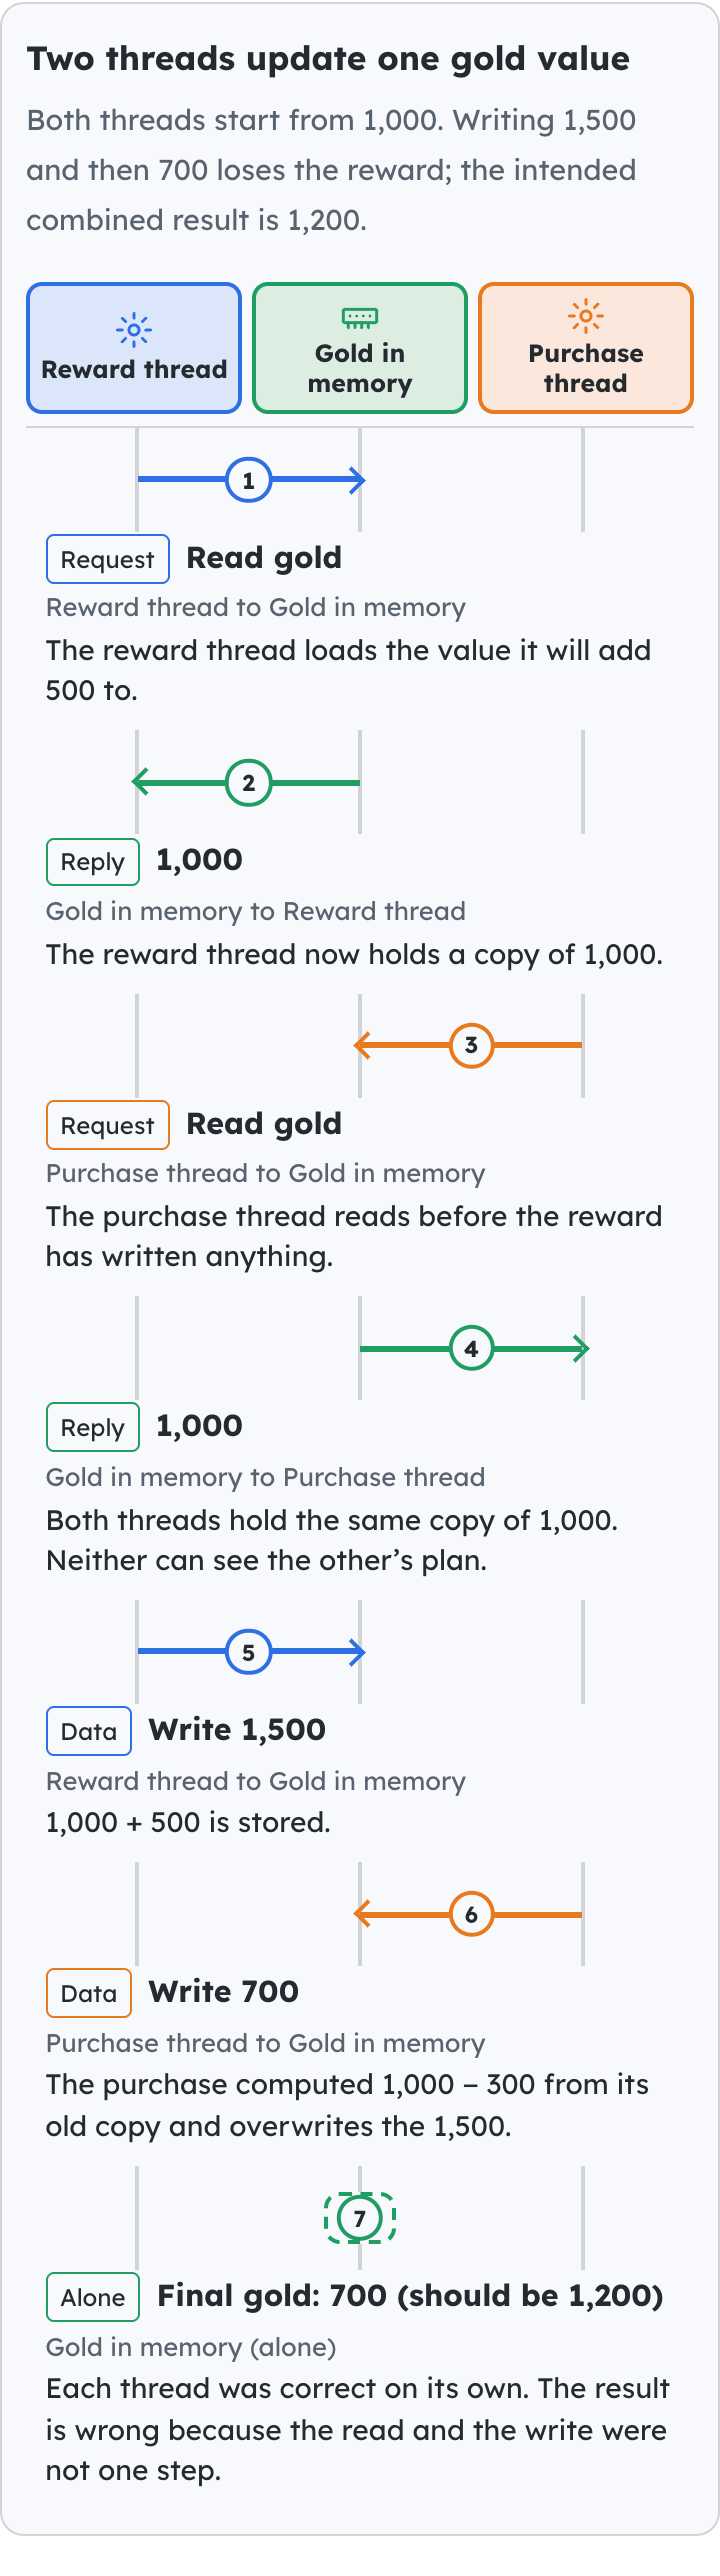 Two threads update one gold value
Both threads start from 1,000. Writing 1,500
and then 700 loses the reward; the intended
combined result is 1,200.
Reward thread
Gold in
memory
Purchase
thread
1
Request Read gold
Reward thread to Gold in memory
The reward thread loads the value it will add
500 to.
2
Reply 1,000
Gold in memory to Reward thread
The reward thread now holds a copy of 1,000.
3
Request Read gold
Purchase thread to Gold in memory
The purchase thread reads before the reward
has written anything.
4
Reply 1,000
Gold in memory to Purchase thread
Both threads hold the same copy of 1,000.
Neither can see the other’s plan.
5
Data Write 1,500
Reward thread to Gold in memory
1,000 + 500 is stored.
6
Data Write 700
Purchase thread to Gold in memory
The purchase computed 1,000 − 300 from its
old copy and overwrites the 1,500.
7
Alone Final gold: 700 (should be 1,200)
Gold in memory (alone)
Each thread was correct on its own. The result
is wrong because the read and the write were
not one step.